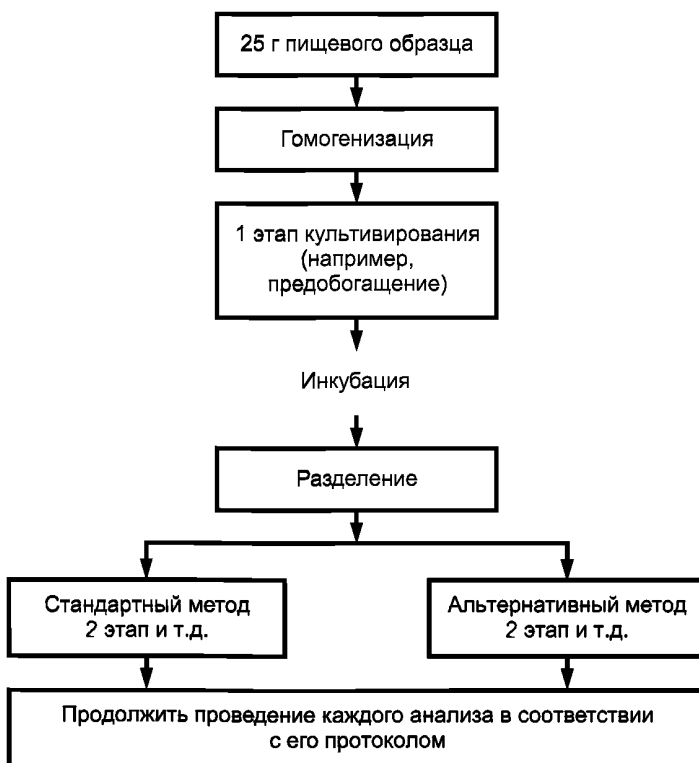 25 г пищевого образца
Гомогенизация
1 этап культивирования
(например,
предобогащение)
Инкубация
Разделение
Стандартный метод
2 этап и т.д.
Альтернативный метод
2 этап и т.д.
Продолжить проведение каждого анализа в соответствии
с его протоколом